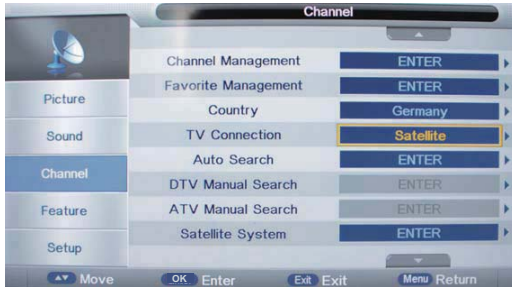 Channel
Channel Management ENTER
Favorite Management ENTER
Country Germany
TV Connection Satellite
Auto Search ENTER
DTV Manual Search ENTER
ATV Manual Search ENTER
Satellite System ENTER
Picture
Sound
Channel
Feature
Setup
Move OK Enter Exit Exit Menu Return